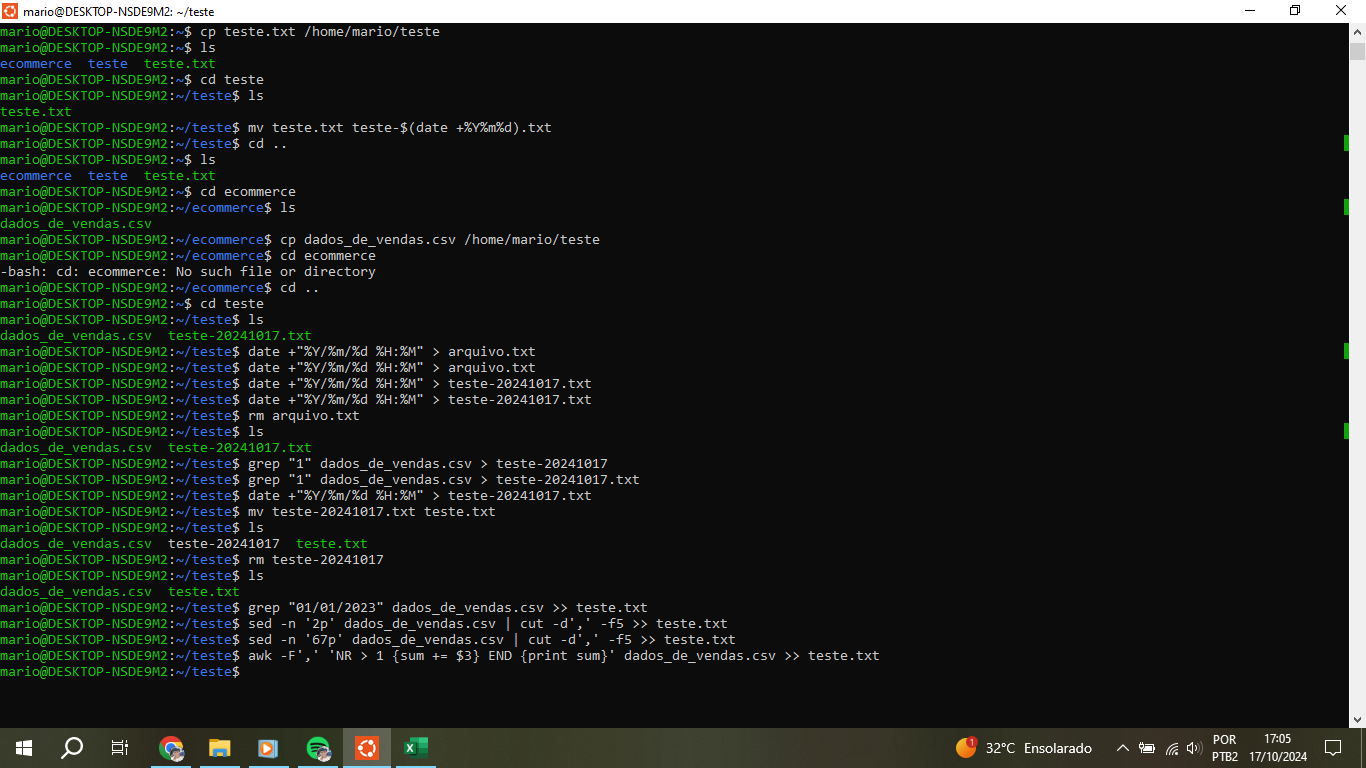 mario@DESKTOP-NSDE9M2: ~/teste
mario@DESKTOP-NSDE9M2:~$ cp teste.txt /home/mario/teste
mario@DESKTOP-NSDE9M2:~$ ls
ecommerce  teste  teste.txt
mario@DESKTOP-NSDE9M2:~$ cd teste
mario@DESKTOP-NSDE9M2:~/teste$ ls
teste.txt
mario@DESKTOP-NSDE9M2:~/teste$ mv teste.txt teste-$(date +%Y%m%d).txt
mario@DESKTOP-NSDE9M2:~/teste$ cd ..
mario@DESKTOP-NSDE9M2:~$ ls
ecommerce  teste  teste.txt
mario@DESKTOP-NSDE9M2:~$ cd ecommerce
mario@DESKTOP-NSDE9M2:~/ecommerce$ ls
dados_de_vendas.csv
mario@DESKTOP-NSDE9M2:~/ecommerce$ cp dados_de_vendas.csv /home/mario/teste
mario@DESKTOP-NSDE9M2:~/ecommerce$ cd ecommerce
-bash: cd: ecommerce: No such file or directory
mario@DESKTOP-NSDE9M2:~/ecommerce$ cd ..
mario@DESKTOP-NSDE9M2:~$ cd teste
mario@DESKTOP-NSDE9M2:~/teste$ ls
dados_de_vendas.csv  teste-20241017.txt
mario@DESKTOP-NSDE9M2:~/teste$ date +"%Y/%m/%d %H:%M" > arquivo.txt
mario@DESKTOP-NSDE9M2:~/teste$ date +"%Y/%m/%d %H:%M" > arquivo.txt
mario@DESKTOP-NSDE9M2:~/teste$ date +"%Y/%m/%d %H:%M" > teste-20241017.txt
mario@DESKTOP-NSDE9M2:~/teste$ date +"%Y/%m/%d %H:%M" > teste-20241017.txt
mario@DESKTOP-NSDE9M2:~/teste$ rm arquivo.txt
mario@DESKTOP-NSDE9M2:~/teste$ ls
dados_de_vendas.csv  teste-20241017.txt
mario@DESKTOP-NSDE9M2:~/teste$ grep "1" dados_de_vendas.csv > teste-20241017
mario@DESKTOP-NSDE9M2:~/teste$ grep "1" dados_de_vendas.csv > teste-20241017.txt
mario@DESKTOP-NSDE9M2:~/teste$ date +"%Y/%m/%d %H:%M" > teste-20241017.txt
mario@DESKTOP-NSDE9M2:~/teste$ mv teste-20241017.txt teste.txt
mario@DESKTOP-NSDE9M2:~/teste$ ls
dados_de_vendas.csv  teste-20241017  teste.txt
mario@DESKTOP-NSDE9M2:~/teste$ rm teste-20241017
mario@DESKTOP-NSDE9M2:~/teste$ ls
dados_de_vendas.csv  teste.txt
mario@DESKTOP-NSDE9M2:~/teste$ grep "01/01/2023" dados_de_vendas.csv >> teste.txt
mario@DESKTOP-NSDE9M2:~/teste$ sed -n '2p' dados_de_vendas.csv | cut -d',' -f5 >> teste.txt
mario@DESKTOP-NSDE9M2:~/teste$ sed -n '67p' dados_de_vendas.csv | cut -d',' -f5 >> teste.txt
mario@DESKTOP-NSDE9M2:~/teste$ awk -F',' 'NR > 1 {sum += $3} END {print sum}' dados_de_vendas.csv >> teste.txt
mario@DESKTOP-NSDE9M2:~/teste$
1
32°C Ensolarado
POR
PTB2
17:05
17/10/2024